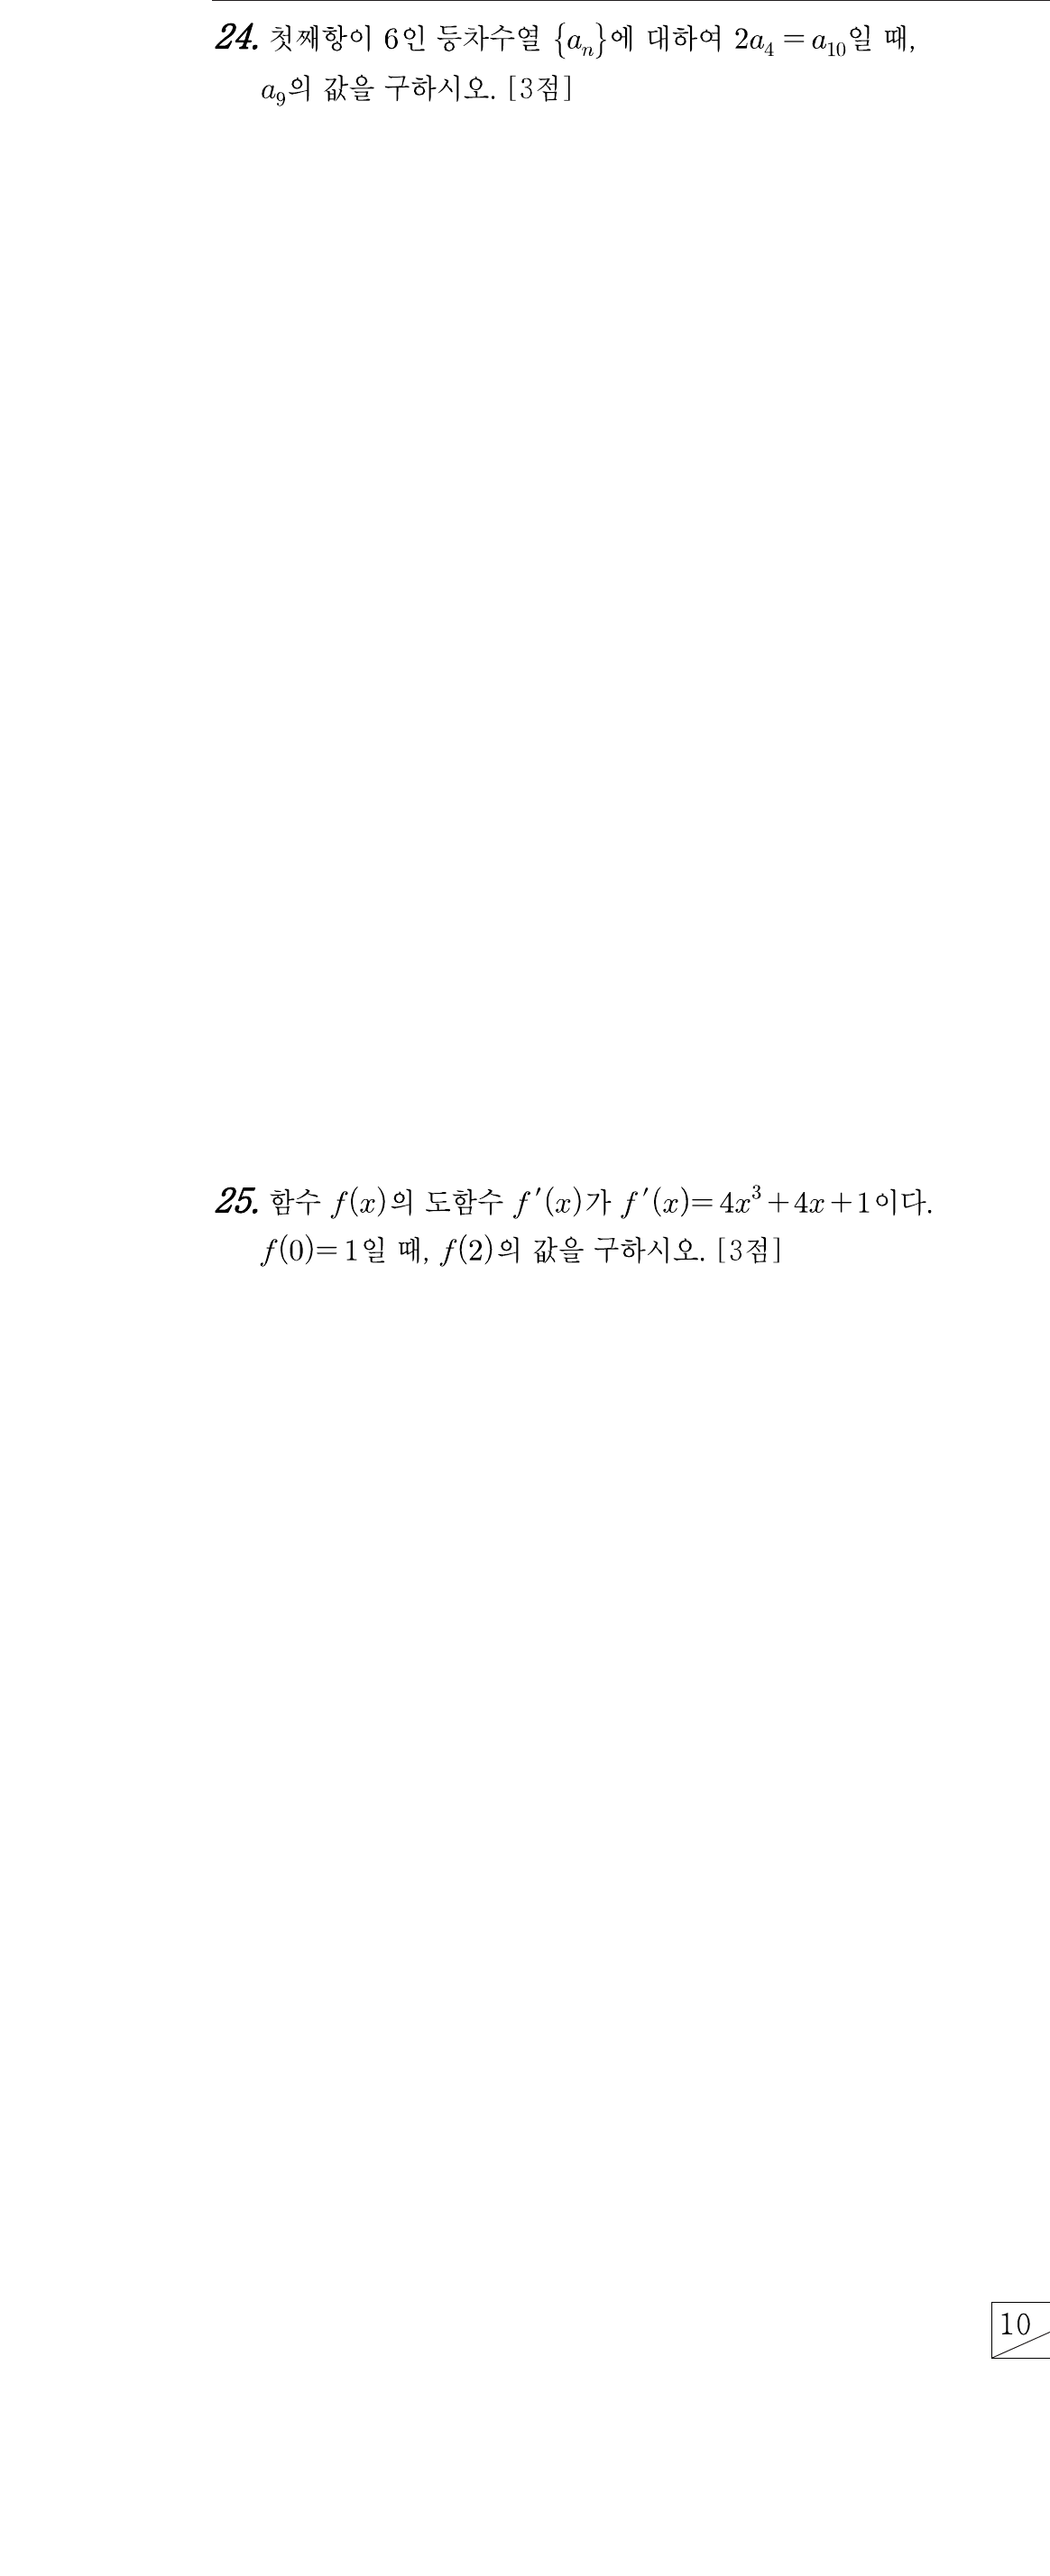 24. 첫째항이 6인 등차수열 {aₙ}에 대하여 2a₄ = a₁₀일 때,
a₉의 값을 구하시오. [3점]
25. 함수 f(x)의 도함수 f′(x)가 f′(x)=4x³+4x+1이다.
f(0)=1일 때, f(2)의 값을 구하시오. [3점]
10